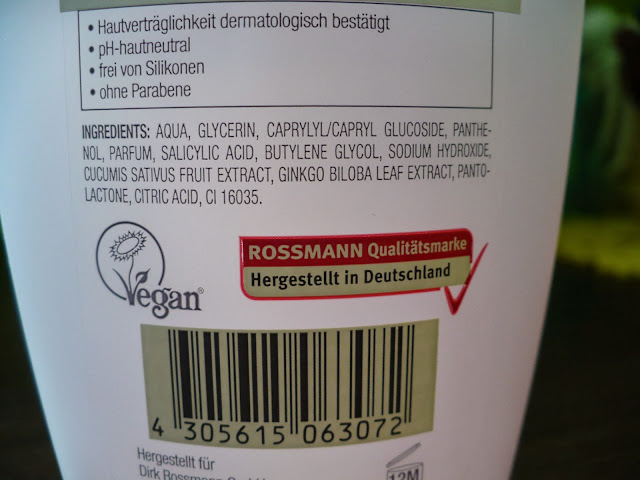 • Hautverträglichkeit dermatologisch bestätigt
• pH-hautneutral
• frei von Silikonen
• ohne Parabene
INGREDIENTS: AQUA, GLYCERIN, CAPRYLYL/CAPRYL GLUCOSIDE, PANTHE-
NOL, PARFUM, SALICYLIC ACID, BUTYLENE GLYCOL, SODIUM HYDROXIDE,
CUCUMIS SATIVUS FRUIT EXTRACT, GINKGO BILOBA LEAF EXTRACT, PANTO-
LACTONE, CITRIC ACID, CI 16035.
Vegan®
ROSSMANN Qualitätsmarke
Hergestellt in Deutschland
4 305615 063072
Hergestellt für
Dirk Rossmann
12M